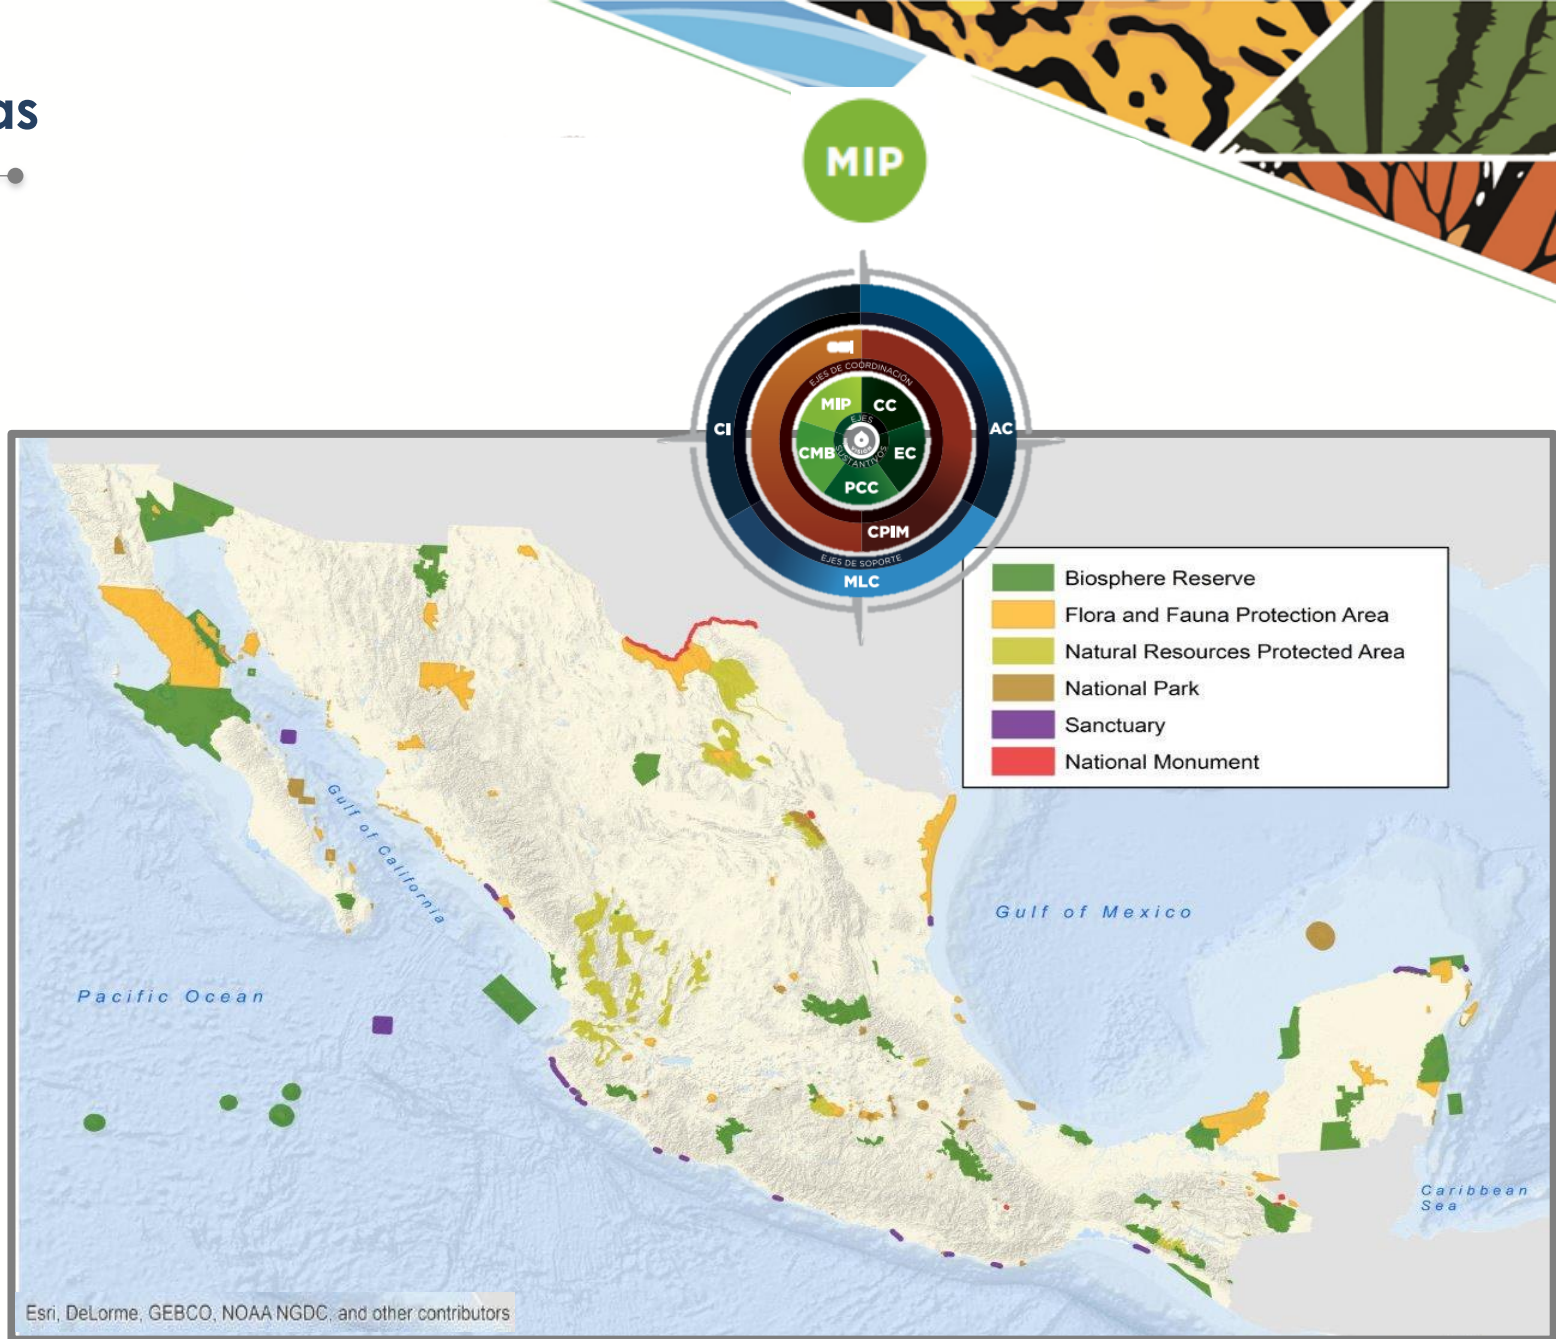 as
MIP
EJES DE COORDINACIÓN
MIP
CC
EJES
CI
AC
CMB
EC
SUSTANTIVOS
PCC
CPIM
EJES DE SOPORTE
MLC
Biosphere Reserve
Flora and Fauna Protection Area
Natural Resources Protected Area
National Park
Sanctuary
National Monument
Gulf of California
Gulf of Mexico
Pacific Ocean
Caribbean
Sea
Esri, DeLorme, GEBCO, NOAA NGDC, and other contributors